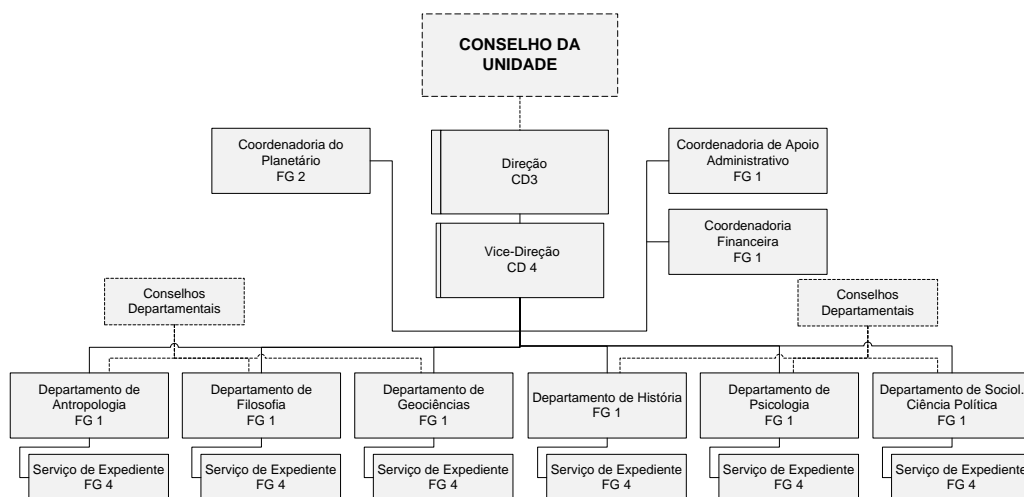 CONSELHO DA
UNIDADE
Coordenadoria do
Planetário
FG 2
Direção
CD3
Coordenadoria de Apoio
Administrativo
FG 1
Vice-Direção
CD 4
Coordenadoria
Financeira
FG 1
Conselhos
Departamentais
Conselhos
Departamentais
Departamento de
Antropologia
FG 1
Departamento de
Filosofia
FG 1
Departamento de
Geociências
FG 1
Departamento de História
FG 1
Departamento de
Psicologia
FG 1
Departamento de Sociol.
Ciência Política
FG 1
Serviço de Expediente
FG 4
Serviço de Expediente
FG 4
Serviço de Expediente
FG 4
Serviço de Expediente
FG 4
Serviço de Expediente
FG 4
Serviço de Expediente
FG 4